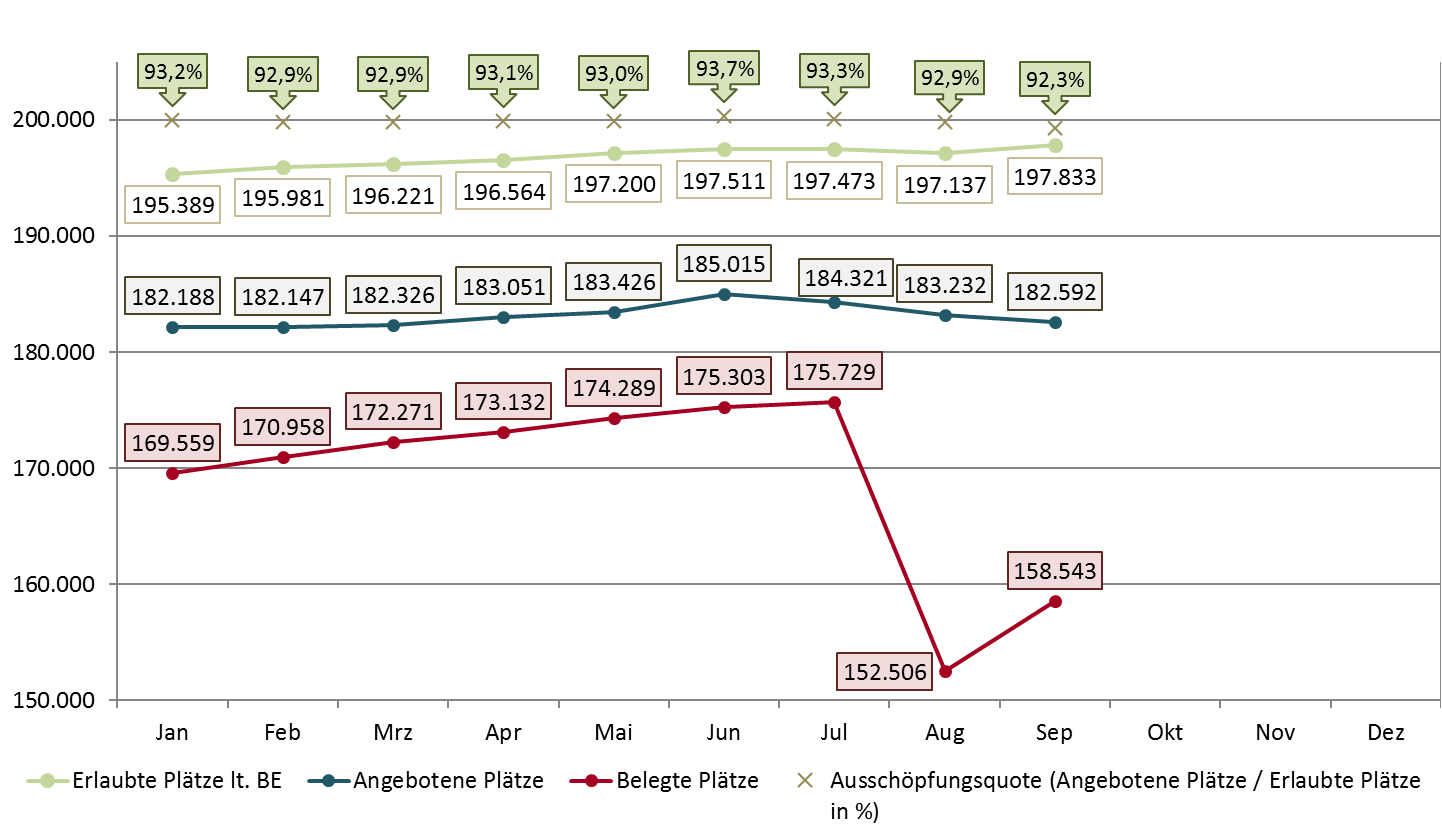 93,2% 92,9% 92,9% 93,1% 93,0% 93,7% 93,3% 92,9% 92,3%
200.000
195.389 195.981 196.221 196.564 197.200 197.511 197.473 197.137 197.833
190.000
182.188 182.147 182.326 183.051 183.426 185.015 184.321 183.232 182.592
180.000
169.559 170.958 172.271 173.132 174.289 175.303 175.729
170.000
160.000
152.506 158.543
150.000
Jan Feb Mrz Apr Mai Jun Jul Aug Sep Okt Nov Dez
Erlaubte Plätze lt. BE Angebotene Plätze Belegte Plätze Ausschöpfungsquote (Angebotene Plätze / Erlaubte Plätze
in %)